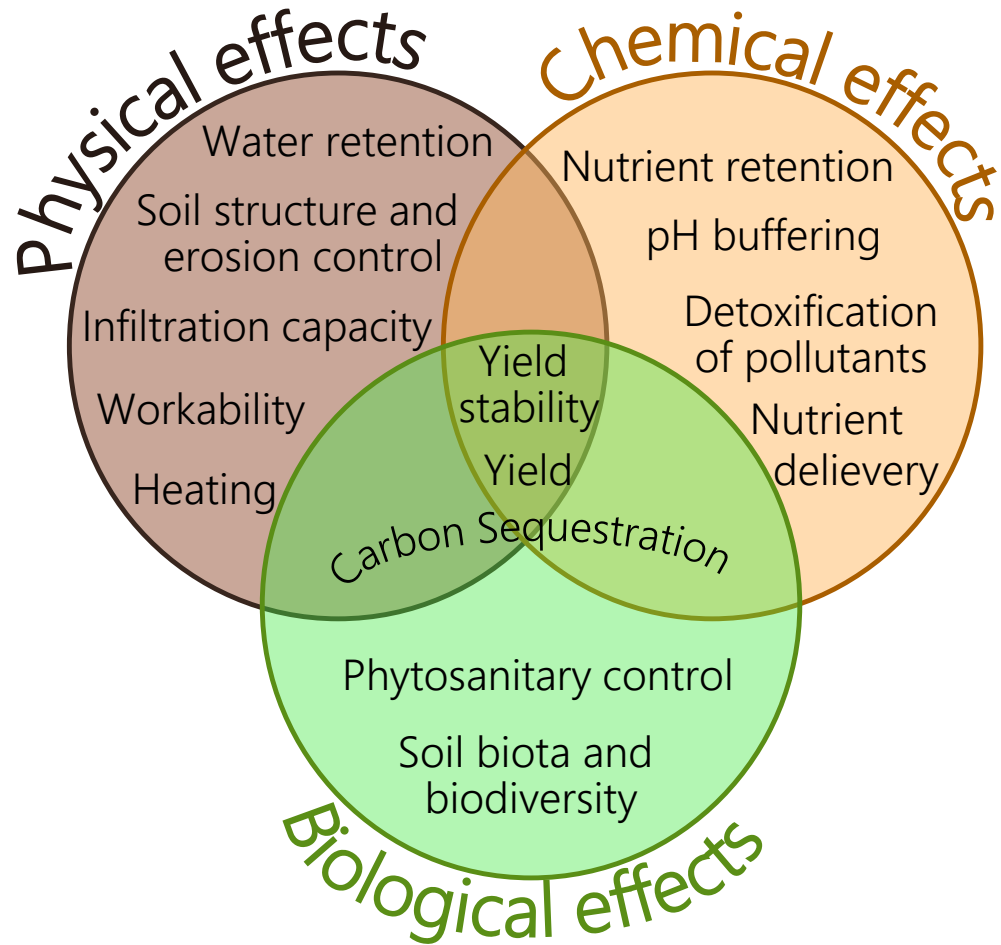 Physical effects
Water retention
Soil structure and
erosion control
Infiltration capacity
Workability
Heating
Chemical effects
Nutrient retention
pH buffering
Detoxification
of pollutants
Nutrient
delievery
Yield
stability
Yield
Carbon Sequestration
Phytosanitary control
Soil biota and
biodiversity
Biological effects